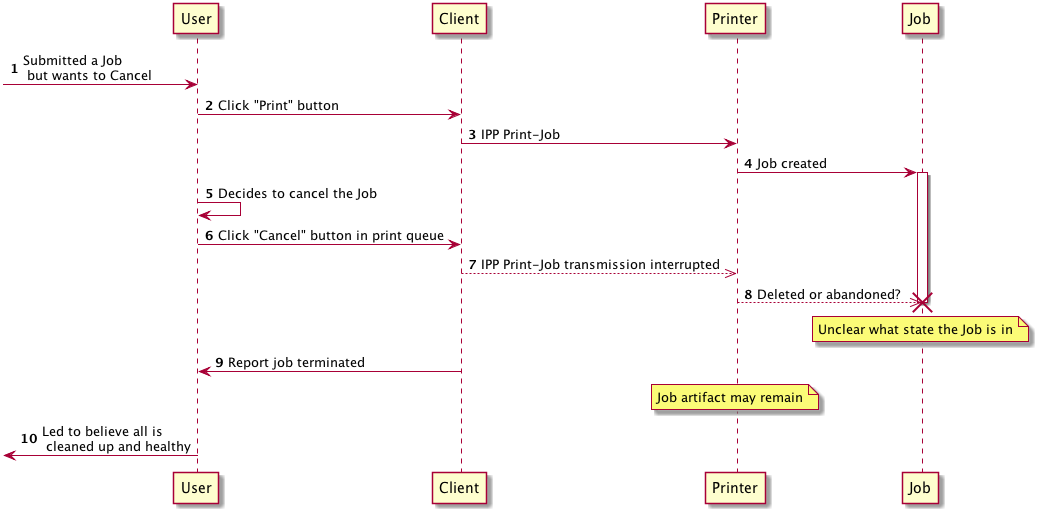 User Client Printer Job
1 Submitted a Job
but wants to Cancel
2 Click "Print" button
3 IPP Print-Job
4 Job created
5 Decides to cancel the Job
6 Click "Cancel" button in print queue
7 IPP Print-Job transmission interrupted
8 Deleted or abandoned?
Unclear what state the Job is in
9 Report job terminated
Job artifact may remain
10 Led to believe all is
cleaned up and healthy
User Client Printer Job